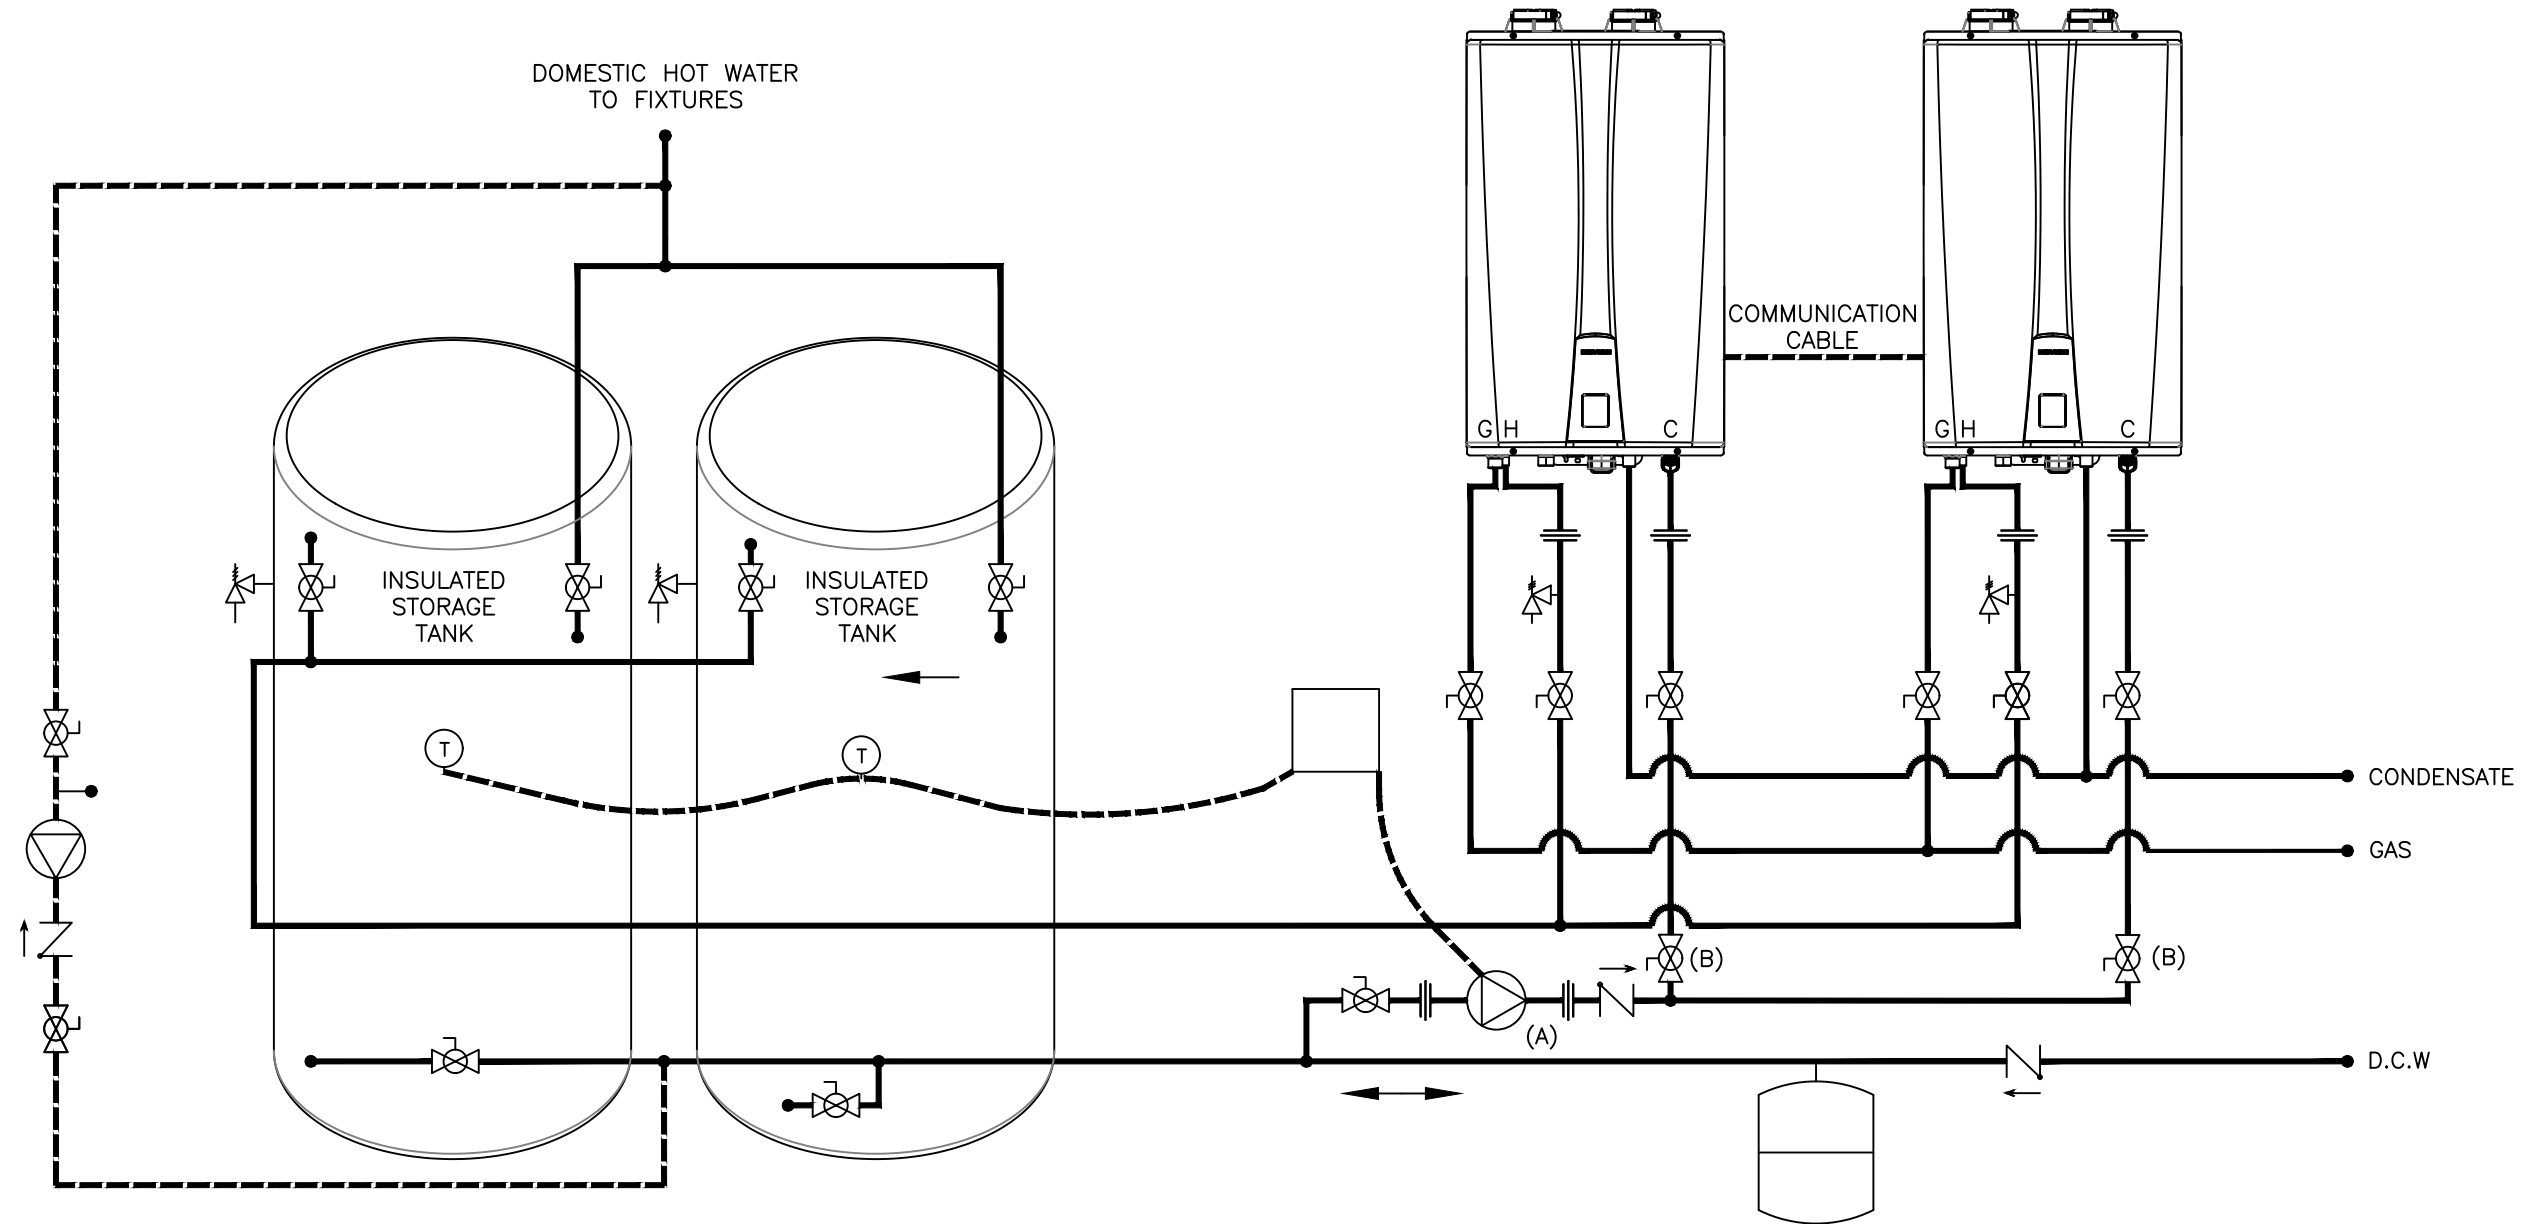 DOMESTIC HOT WATER
TO FIXTURES
COMMUNICATION
CABLE
G H
C
G H
C
INSULATED
STORAGE
TANK
INSULATED
STORAGE
TANK
T
T
CONDENSATE
GAS
(B)
(B)
(A)
D.C.W